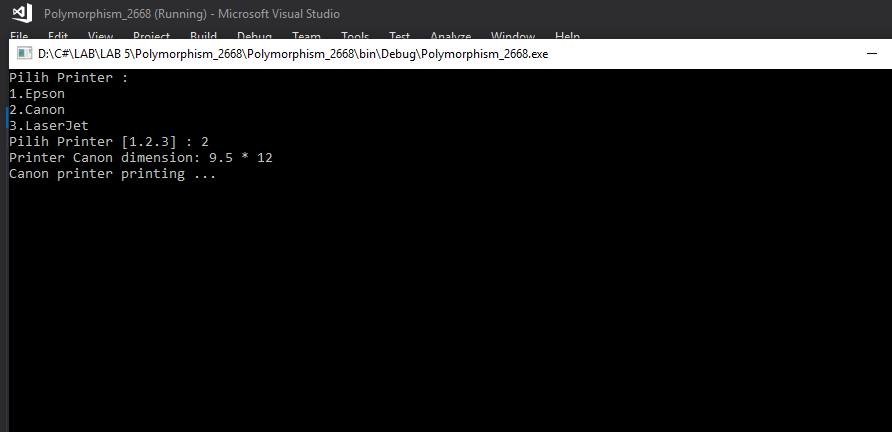 Polymorphism_2668 (Running) - Microsoft Visual Studio
File Edit View Project Build Debug Team Tools Test Analyze Window Help
D:\C#\LAB\LAB 5\Polymorphism_2668\Polymorphism_2668\bin\Debug\Polymorphism_2668.exe
Pilih Printer :
1.Epson
2.Canon
3.LaserJet
Pilih Printer [1.2.3] : 2
Printer Canon dimension: 9.5 * 12
Canon printer printing ...